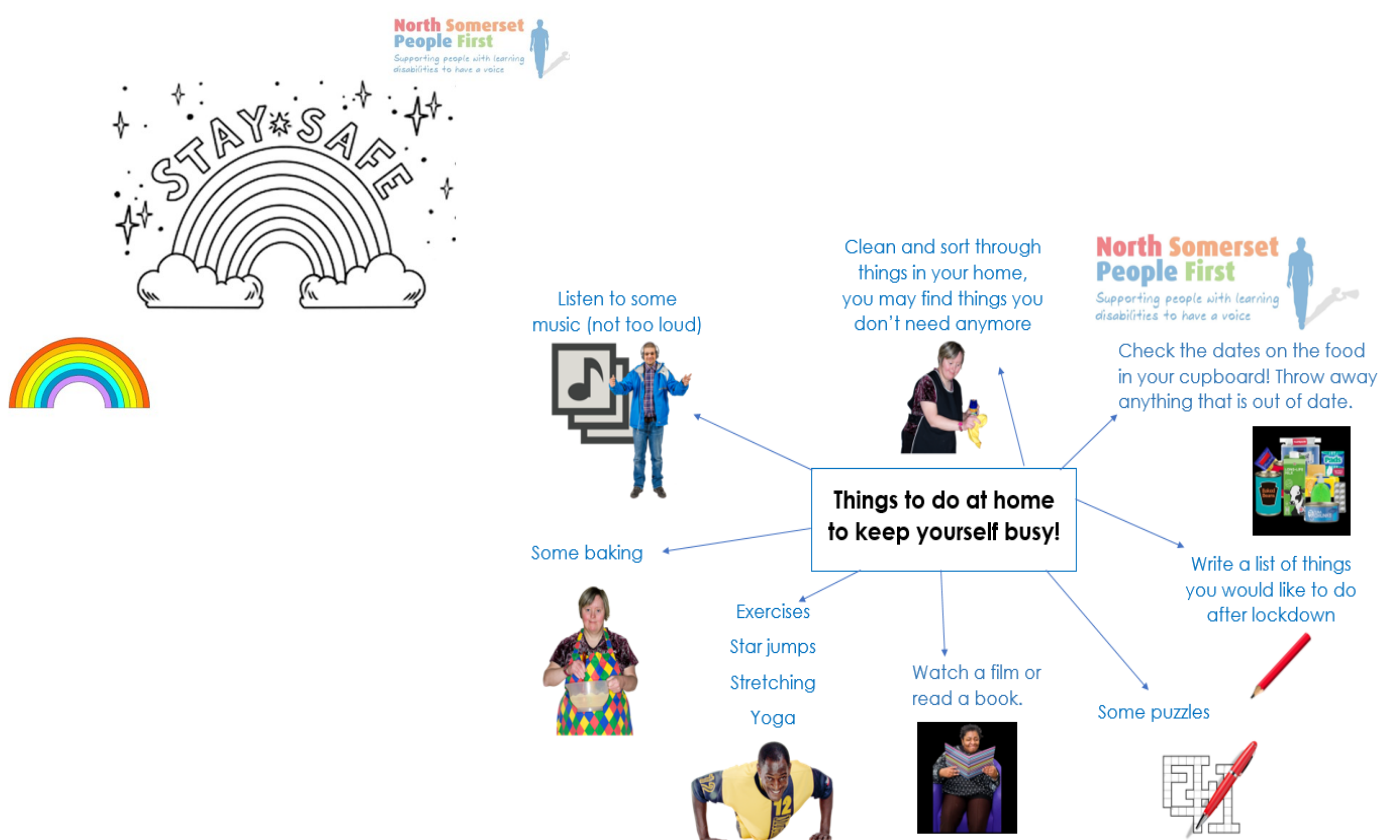 North Somerset
People First
Supporting people with learning
disabilities to have a voice
STAY SAFE
North Somerset
People First
Supporting people with learning
disabilities to have a voice
Clean and sort through
things in your home,
you may find things you
don't need anymore
Listen to some
music (not too loud)
Check the dates on the food
in your cupboard! Throw away
anything that is out of date.
Things to do at home
to keep yourself busy!
Some baking
Write a list of things
you would like to do
after lockdown
Exercises
Star jumps
Stretching
Yoga
Watch a film or
read a book.
Some puzzles
12
12